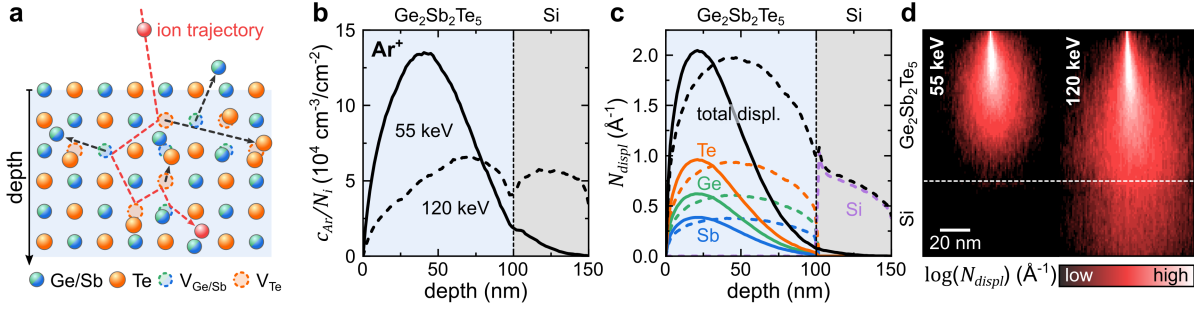 a
ion trajectory
depth
Ge/Sb Te V_Ge/Sb V_Te
b
Ge₂Sb₂Te₅ Si
Ar⁺
55 keV
120 keV
15
10
5
0
c_Ar/N_i (10⁴ cm⁻³/cm⁻²)
0 50 100 150
depth (nm)
c
Ge₂Sb₂Te₅ Si
total displ.
Te
Ge
Sb
Si
2.0
1.5
1.0
0.5
0.0
N_displ (Å⁻¹)
0 50 100 150
depth (nm)
d
55 keV
120 keV
Ge₂Sb₂Te₅
Si
20 nm
log(N_displ) (Å⁻¹) low high